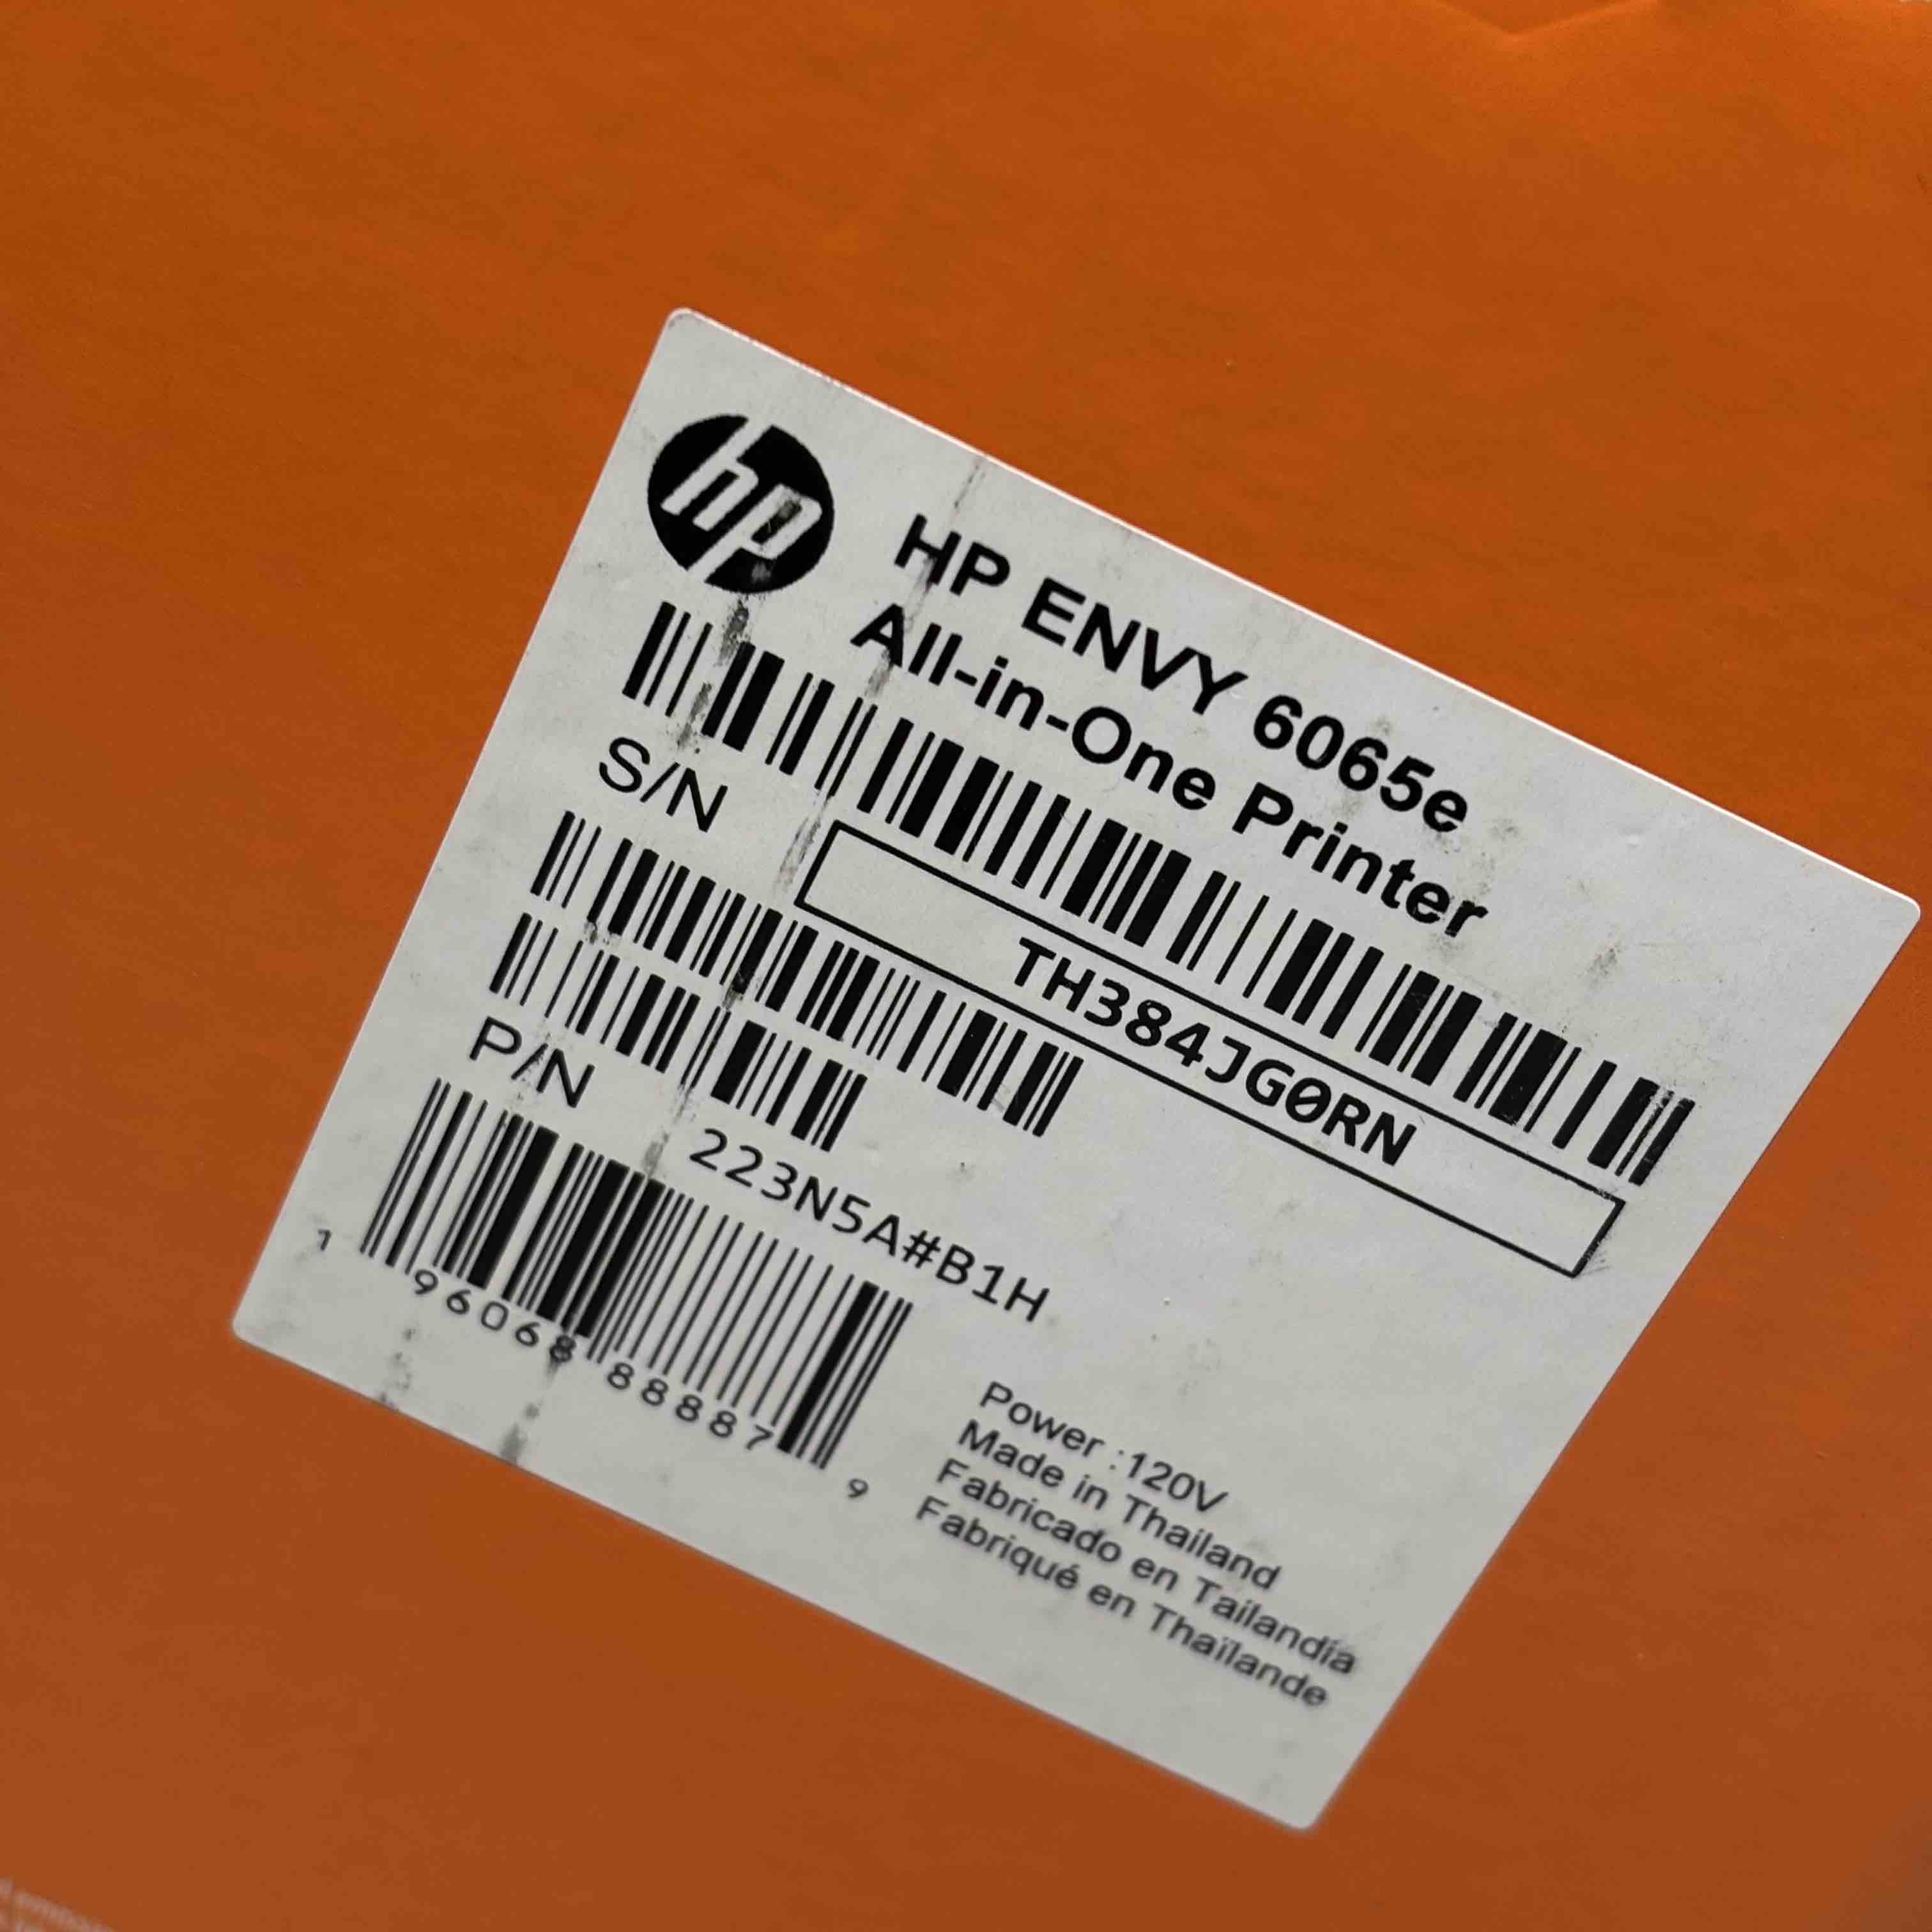 hp
HP ENVY 6065e
All-in-One Printer
S/N
TH384JG0RN
P/N 223N5A#B1H
1 96068 88887 9
Power :120V
Made in Thailand
Fabricado en Tailandia
Fabriqué en Thaïlande